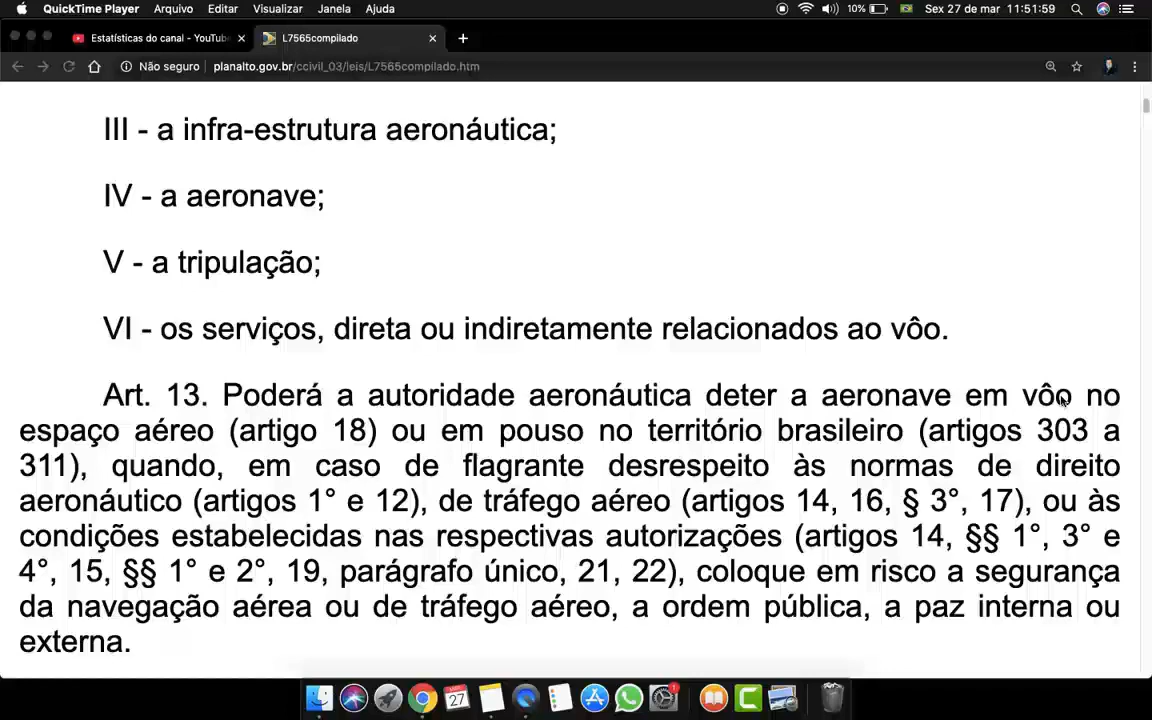 QuickTime Player Arquivo Editar Visualizar Janela Ajuda 10% Sex 27 de mar 11:51:59
Estatísticas do canal - YouTub L7565compilado
Não seguro planalto.gov.br/ccivil_03/leis/L7565compilado.htm
III - a infra-estrutura aeronáutica;
IV - a aeronave;
V - a tripulação;
VI - os serviços, direta ou indiretamente relacionados ao vôo.
Art. 13. Poderá a autoridade aeronáutica deter a aeronave em vôo no
espaço aéreo (artigo 18) ou em pouso no território brasileiro (artigos 303 a
311), quando, em caso de flagrante desrespeito às normas de direito
aeronáutico (artigos 1° e 12), de tráfego aéreo (artigos 14, 16, § 3°, 17), ou às
condições estabelecidas nas respectivas autorizações (artigos 14, §§ 1°, 3° e
4°, 15, §§ 1° e 2°, 19, parágrafo único, 21, 22), coloque em risco a segurança
da navegação aérea ou de tráfego aéreo, a ordem pública, a paz interna ou
externa.
27
1